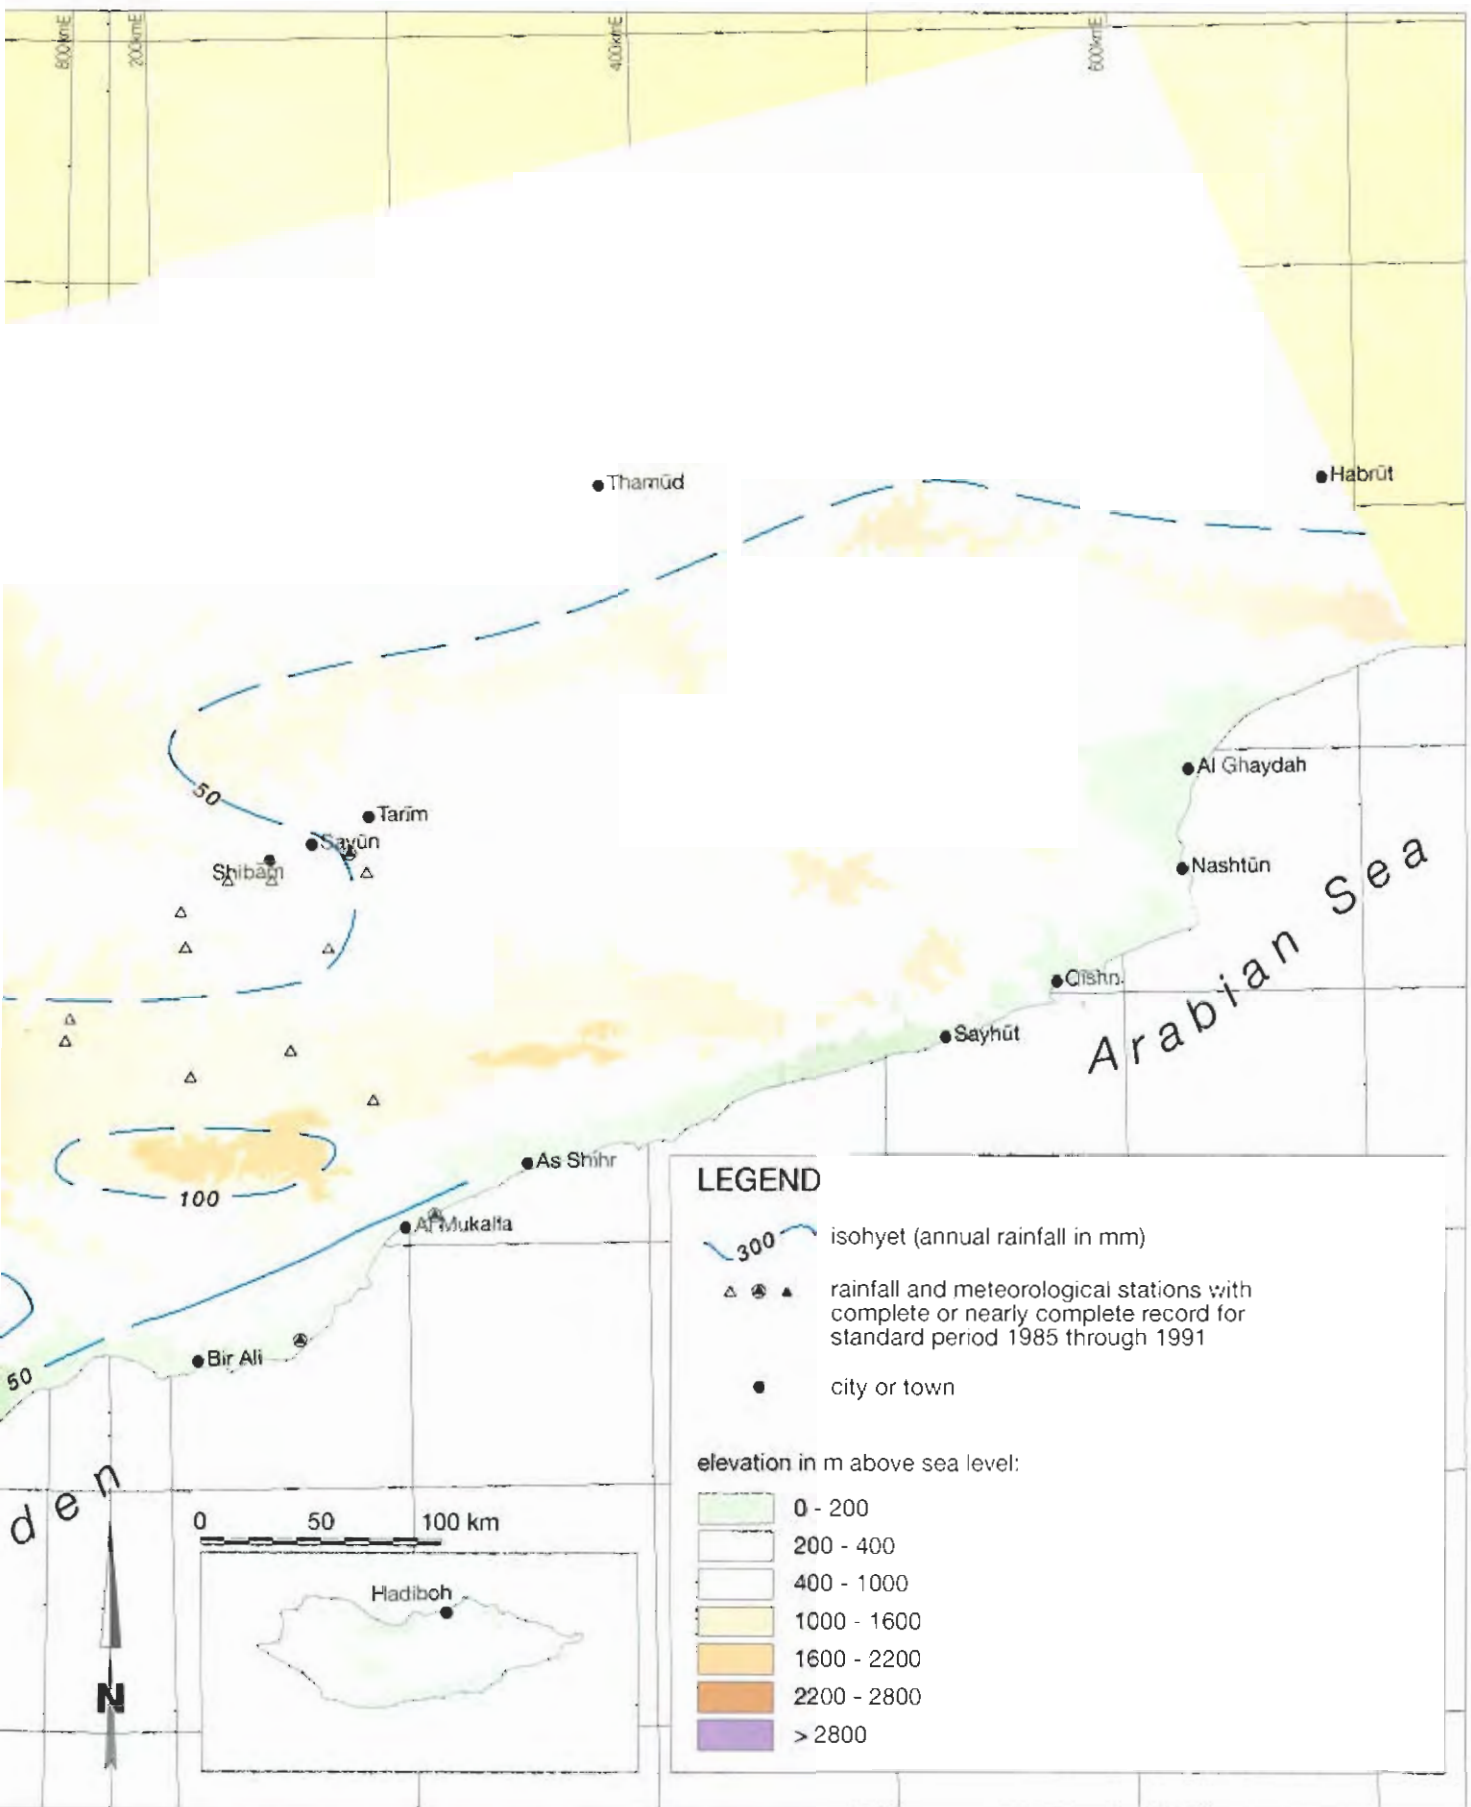 800kmE
200kmE
400kmE
600kmE
Thamūd
Habrūt
50
Tarīm
Sayūn
Shibām
Al Ghaydah
Nashtūn
Qishn
Sayhūt
Arabian Sea
As Shihr
100
Al Mukalla
Bir Ali
50
den
N
0 50 100 km
Hadiboh
LEGEND
300 isohyet (annual rainfall in mm)
rainfall and meteorological stations with
complete or nearly complete record for
standard period 1985 through 1991
city or town
elevation in m above sea level:
0 - 200
200 - 400
400 - 1000
1000 - 1600
1600 - 2200
2200 - 2800
> 2800